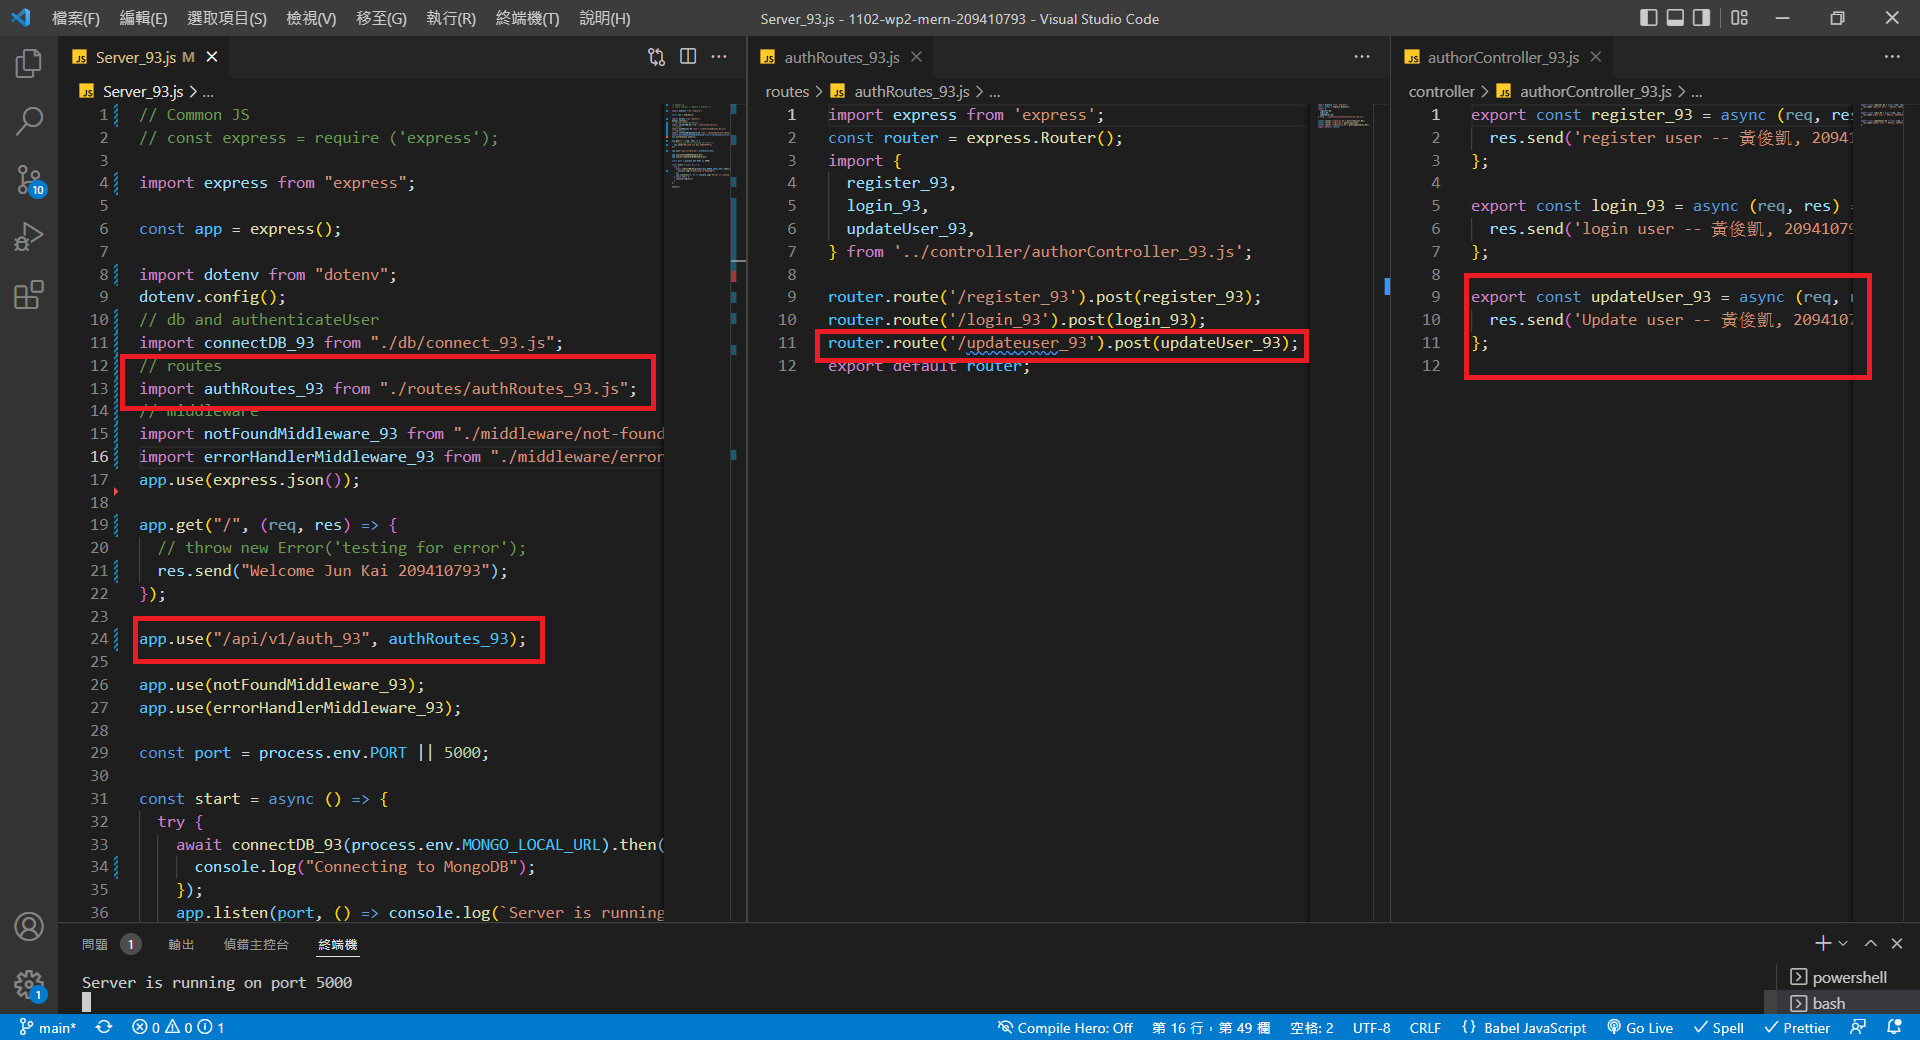 檔案(F) 編輯(E) 選取項目(S) 檢視(V) 移至(G) 執行(R) 終端機(T) 說明(H)
Server_93.js - 1102-wp2-mern-209410793 - Visual Studio Code
Server_93.js M
Server_93.js > ...
1 // Common JS
2 // const express = require ('express');
3
4 import express from "express";
5
6 const app = express();
7
8 import dotenv from "dotenv";
9 dotenv.config();
10 // db and authenticateUser
11 import connectDB_93 from "./db/connect_93.js";
12 // routes
13 import authRoutes_93 from "./routes/authRoutes_93.js";
14 // middleware
15 import notFoundMiddleware_93 from "./middleware/not-found
16 import errorHandlerMiddleware_93 from "./middleware/error
17 app.use(express.json());
18
19 app.get("/", (req, res) => {
20 // throw new Error('testing for error');
21 res.send("Welcome Jun Kai 209410793");
22 });
23
24 app.use("/api/v1/auth_93", authRoutes_93);
25
26 app.use(notFoundMiddleware_93);
27 app.use(errorHandlerMiddleware_93);
28
29 const port = process.env.PORT || 5000;
30
31 const start = async () => {
32 try {
33 await connectDB_93(process.env.MONGO_LOCAL_URL).then(
34 console.log("Connecting to MongoDB");
35 });
36 app.listen(port, () => console.log(`Server is running
authRoutes_93.js
routes > authRoutes_93.js > ...
1 import express from 'express';
2 const router = express.Router();
3 import {
4 register_93,
5 login_93,
6 updateUser_93,
7 } from '../controller/authorController_93.js';
8
9 router.route('/register_93').post(register_93);
10 router.route('/login_93').post(login_93);
11 router.route('/updateuser_93').post(updateUser_93);
12 export default router;
authorController_93.js
controller > authorController_93.js > ...
1 export const register_93 = async (req, res
2 res.send('register user -- 黃俊凱, 20941
3 };
4
5 export const login_93 = async (req, res) =
6 res.send('login user -- 黃俊凱, 2094107
7 };
8
9 export const updateUser_93 = async (req,
10 res.send('Update user -- 黃俊凱, 209410
11 };
12
問題 1 輸出 偵錯主控台 終端機
Server is running on port 5000
powershell
bash
10
1
main* 0 0 1
Compile Hero: Off 第 16 行，第 49 欄 空格: 2 UTF-8 CRLF {} Babel JavaScript Go Live Spell Prettier